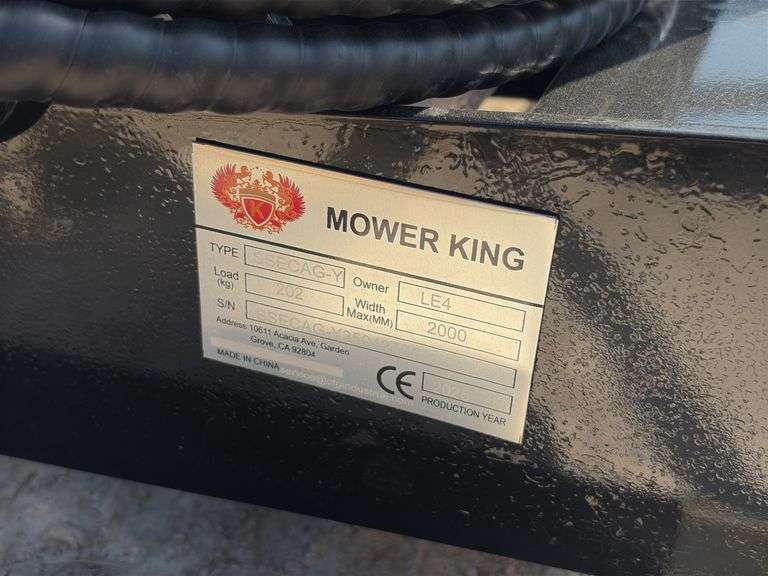 K
MOWER KING
TYPE SSECAG-Y Owner LE4
Load (kg) 202 Width Max(MM) 2000
S/N
Address: 10611 Acacia Ave, Garden
Grove, CA 92804
MADE IN CHINA
CE
PRODUCTION YEAR